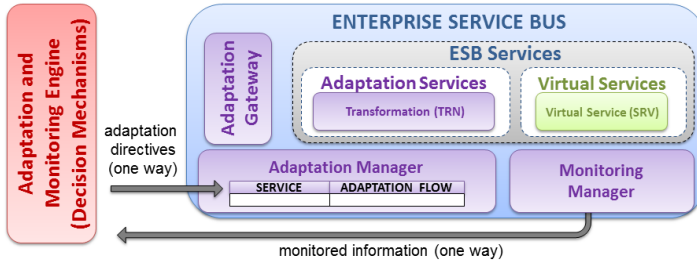 Adaptation and
Monitoring Engine
(Decision Mechanisms)
adaptation
directives
(one way)
ENTERPRISE SERVICE BUS
Adaptation
Gateway
ESB Services
Adaptation Services
Transformation (TRN)
Virtual Services
Virtual Service (SRV)
Adaptation Manager
SERVICE ADAPTATION FLOW
Monitoring
Manager
monitored information (one way)